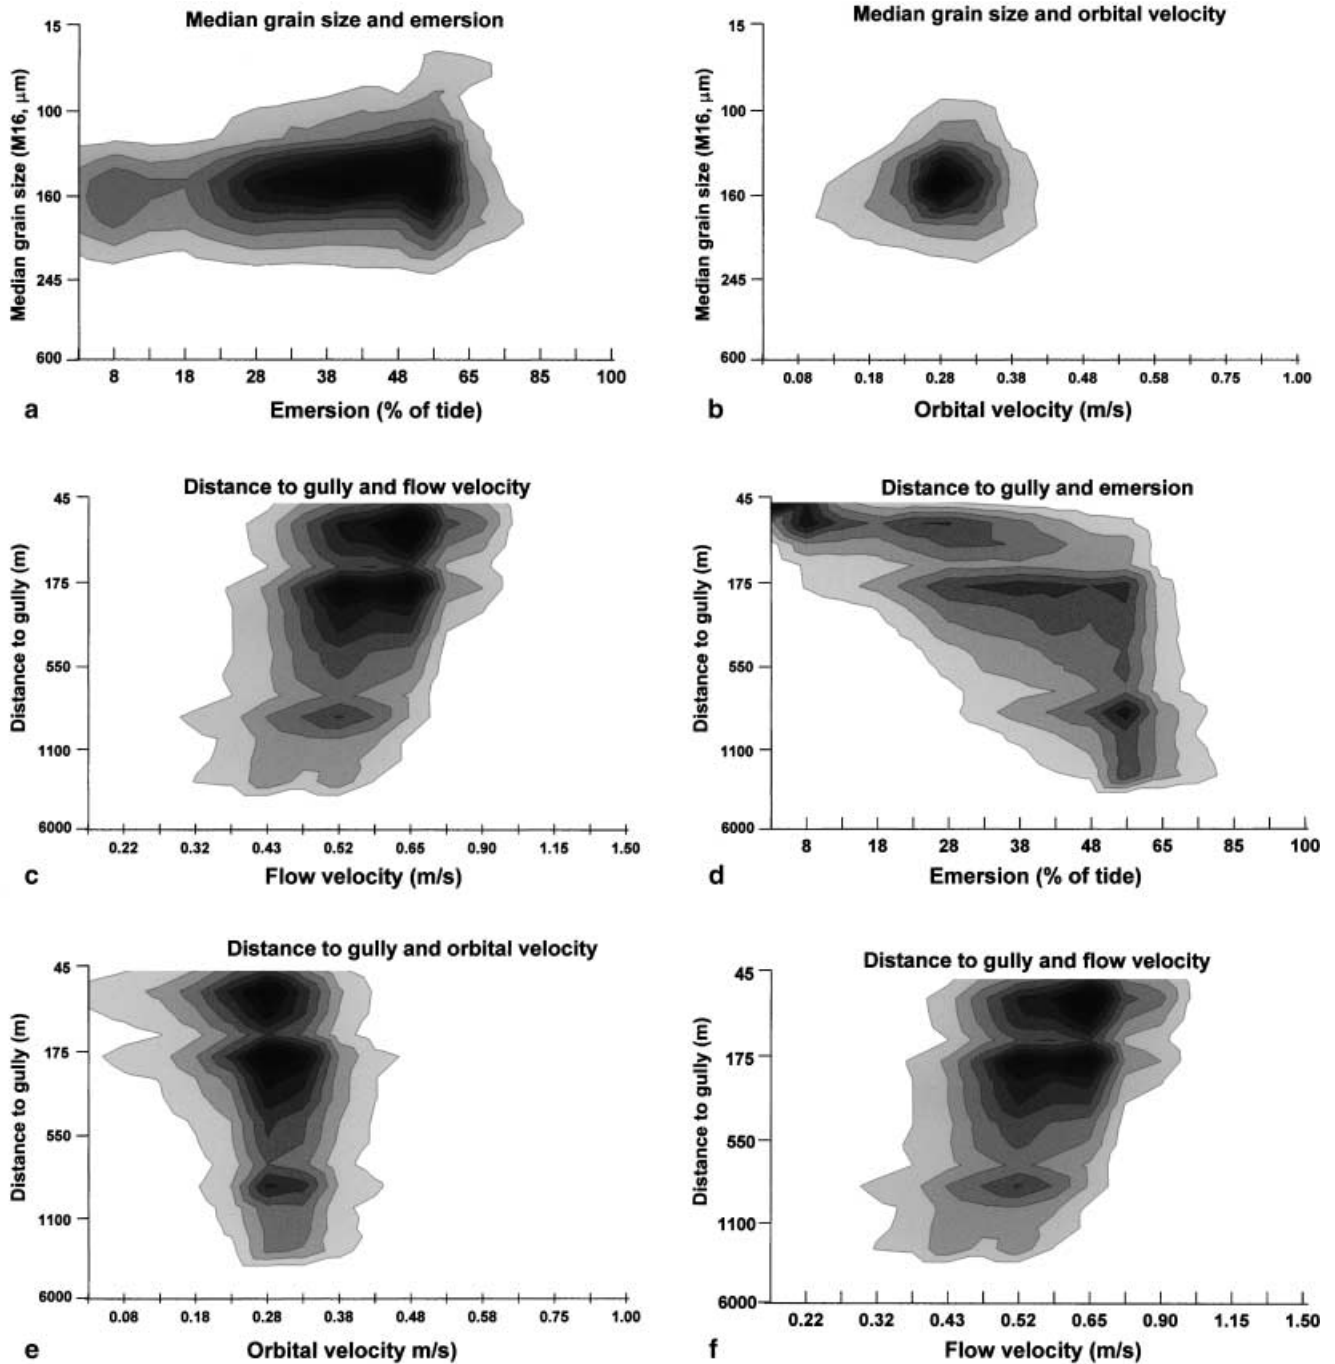 Median grain size and emersion
Median grain size (M16, μm)
15
100
160
245
600
8 18 28 38 48 65 85 100
a
Emersion (% of tide)
Median grain size and orbital velocity
Median grain size (M16, μm)
15
100
160
245
600
0.08 0.18 0.28 0.38 0.48 0.58 0.75 1.00
b
Orbital velocity (m/s)
Distance to gully and flow velocity
Distance to gully (m)
45
175
550
1100
6000
0.22 0.32 0.43 0.52 0.65 0.90 1.15 1.50
c
Flow velocity (m/s)
Distance to gully and emersion
Distance to gully (m)
45
175
550
1100
6000
8 18 28 38 48 65 85 100
d
Emersion (% of tide)
Distance to gully and orbital velocity
Distance to gully (m)
45
175
550
1100
6000
0.08 0.18 0.28 0.38 0.48 0.58 0.75 1.00
e
Orbital velocity m/s)
Distance to gully and flow velocity
Distance to gully (m)
45
175
550
1100
6000
0.22 0.32 0.43 0.52 0.65 0.90 1.15 1.50
f
Flow velocity (m/s)